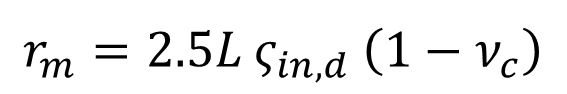 r_m = 2.5L ς_{in,d} (1 − ν_c)